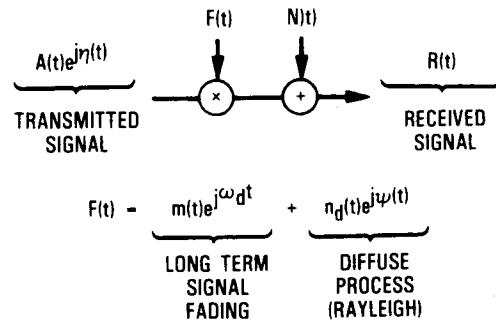 F(t) N)t)
A(t)e^jη(t) R(t)
× +
TRANSMITTED SIGNAL RECEIVED SIGNAL
F(t) = m(t)e^jω_d t + n_d(t)e^jψ(t)
LONG TERM SIGNAL FADING DIFFUSE PROCESS (RAYLEIGH)